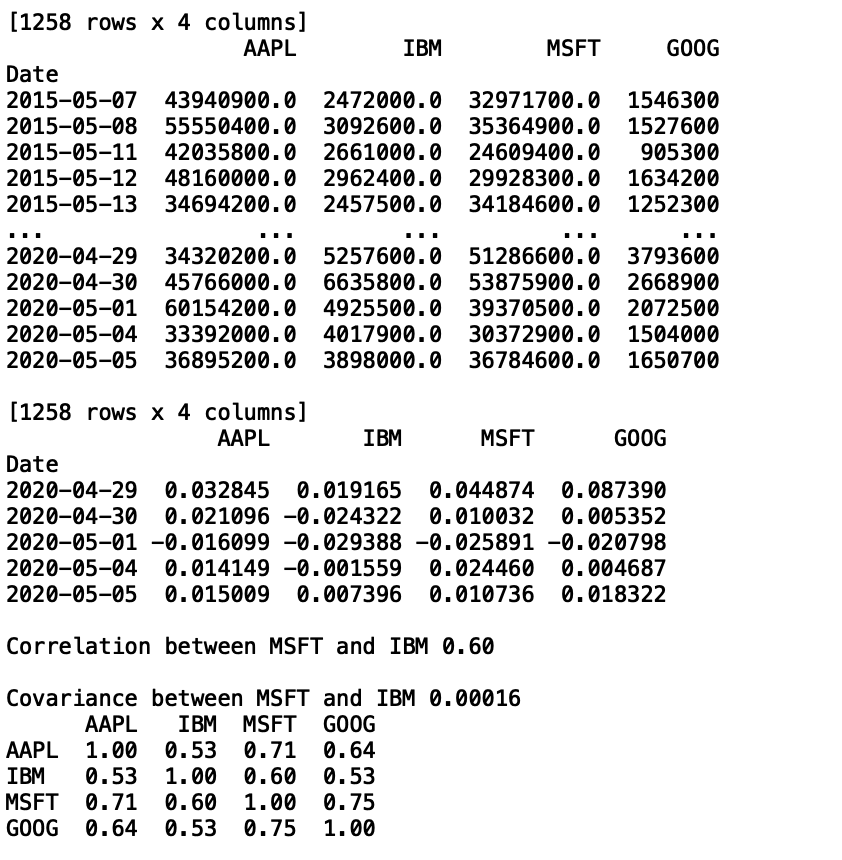 [1258 rows x 4 columns]
                  AAPL        IBM        MSFT     GOOG
Date
2015-05-07  43940900.0  2472000.0  32971700.0  1546300
2015-05-08  55550400.0  3092600.0  35364900.0  1527600
2015-05-11  42035800.0  2661000.0  24609400.0   905300
2015-05-12  48160000.0  2962400.0  29928300.0  1634200
2015-05-13  34694200.0  2457500.0  34184600.0  1252300
...                ...        ...         ...      ...
2020-04-29  34320200.0  5257600.0  51286600.0  3793600
2020-04-30  45766000.0  6635800.0  53875900.0  2668900
2020-05-01  60154200.0  4925500.0  39370500.0  2072500
2020-05-04  33392000.0  4017900.0  30372900.0  1504000
2020-05-05  36895200.0  3898000.0  36784600.0  1650700

[1258 rows x 4 columns]
                AAPL       IBM      MSFT      GOOG
Date
2020-04-29  0.032845  0.019165  0.044874  0.087390
2020-04-30  0.021096 -0.024322  0.010032  0.005352
2020-05-01 -0.016099 -0.029388 -0.025891 -0.020798
2020-05-04  0.014149 -0.001559  0.024460  0.004687
2020-05-05  0.015009  0.007396  0.010736  0.018322

Correlation between MSFT and IBM 0.60

Covariance between MSFT and IBM 0.00016
      AAPL   IBM  MSFT  GOOG
AAPL  1.00  0.53  0.71  0.64
IBM   0.53  1.00  0.60  0.53
MSFT  0.71  0.60  1.00  0.75
GOOG  0.64  0.53  0.75  1.00